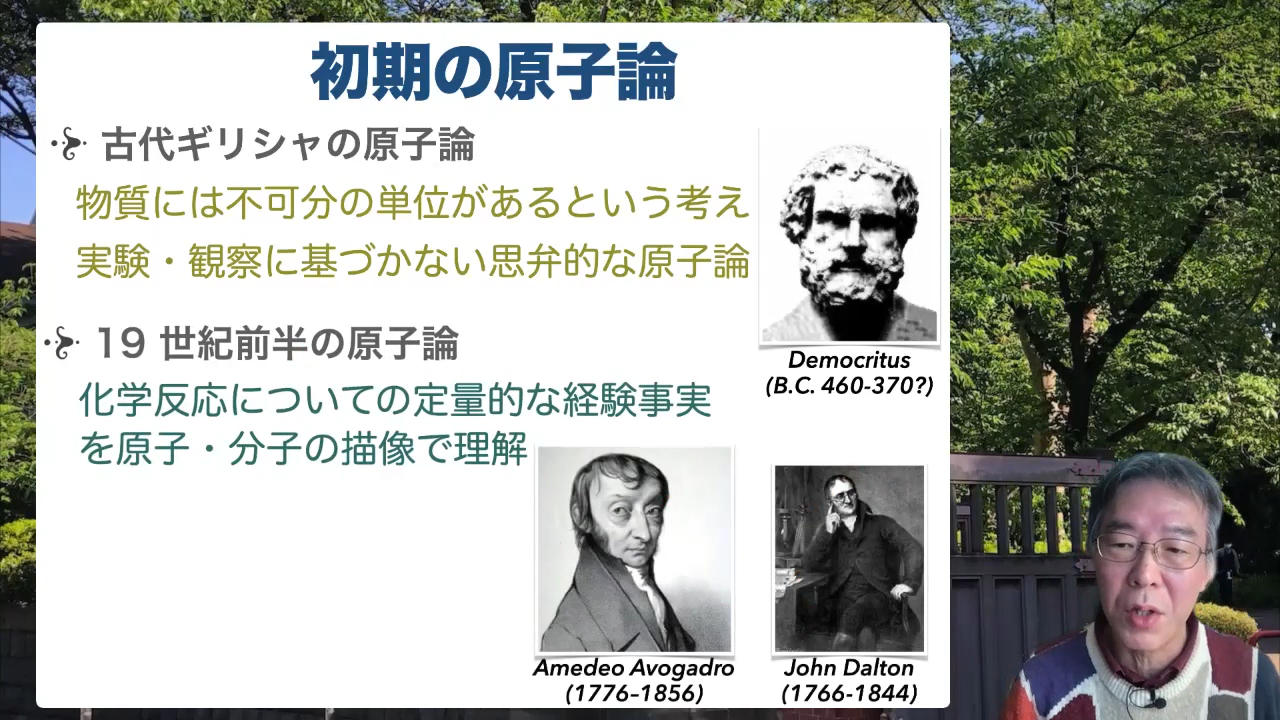 初期の原子論
古代ギリシャの原子論
物質には不可分の単位があるという考え
実験・観察に基づかない思弁的な原子論
Democritus
(B.C. 460-370?)
19 世紀前半の原子論
化学反応についての定量的な経験事実
を原子・分子の描像で理解
Amedeo Avogadro
(1776–1856)
John Dalton
(1766-1844)